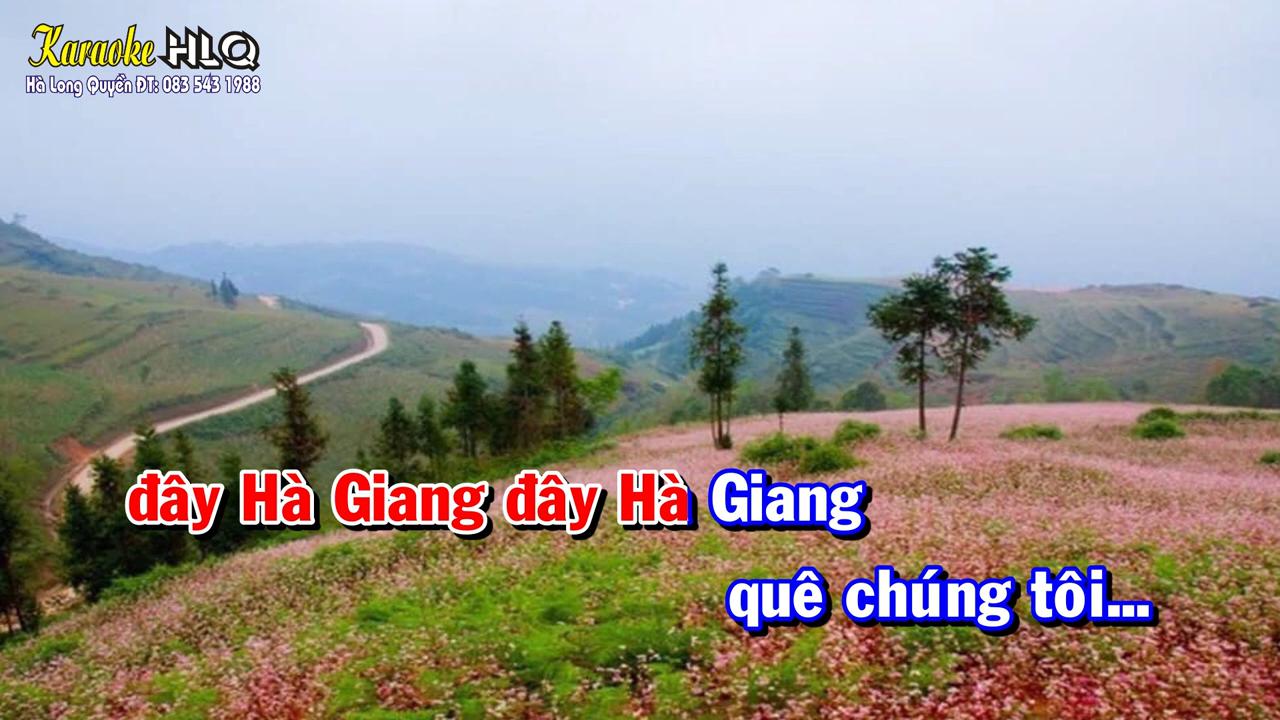 Karaoke HLQ
Hà Long Quyền ĐT: 083 543 1988
đây Hà Giang đây Hà Giang
quê chúng tôi...